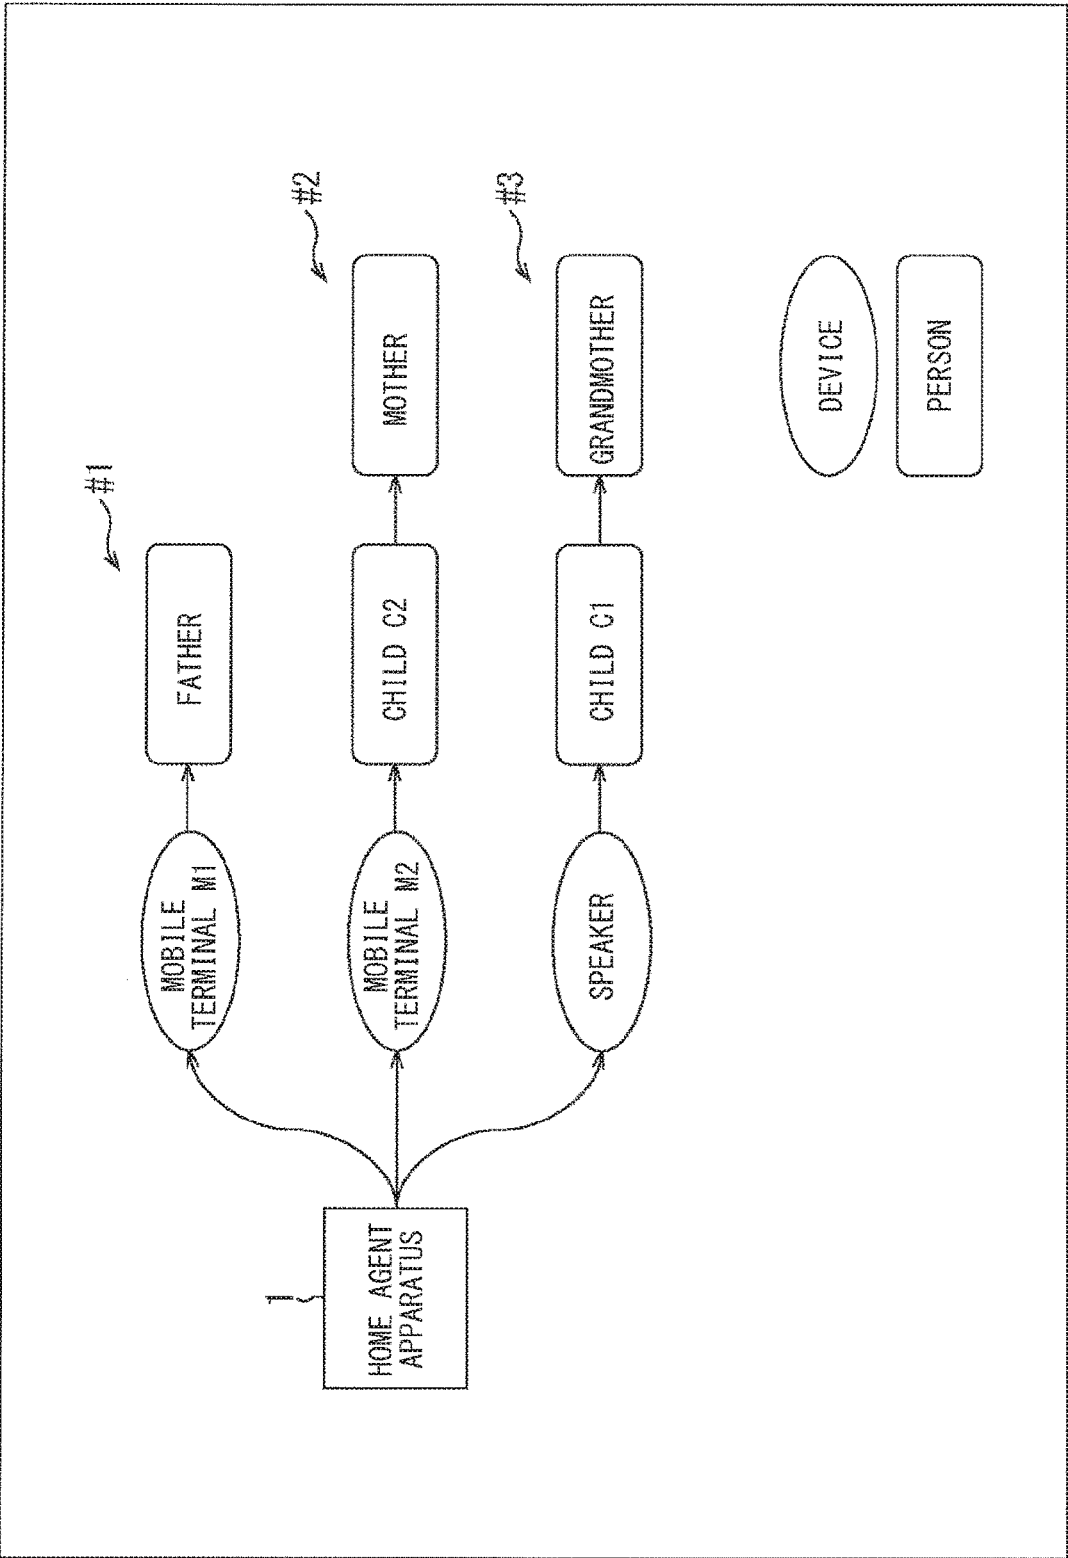 #1
#2
#3
FATHER
MOTHER
GRANDMOTHER
CHILD C2
CHILD C1
MOBILE
TERMINAL M1
MOBILE
TERMINAL M2
SPEAKER
1
HOME AGENT
APPARATUS
DEVICE
PERSON